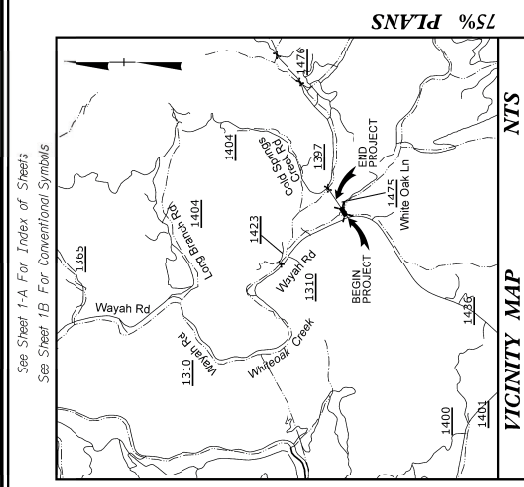 75% PLANS
See Sheet 1-A For Index of Sheets
See Sheet 1B For Conventional Symbols
NTS
VICINITY MAP
1476
1404
Cold Springs
Creek Rd
1397
END
PROJECT
1475
White Oak Ln
1404
Long Branch Rd
1423
Wayah Rd
1310
BEGIN
PROJECT
1365
Wayah Rd
Wayah Rd
1310
Whiteoak Creek
1436
1400
1401